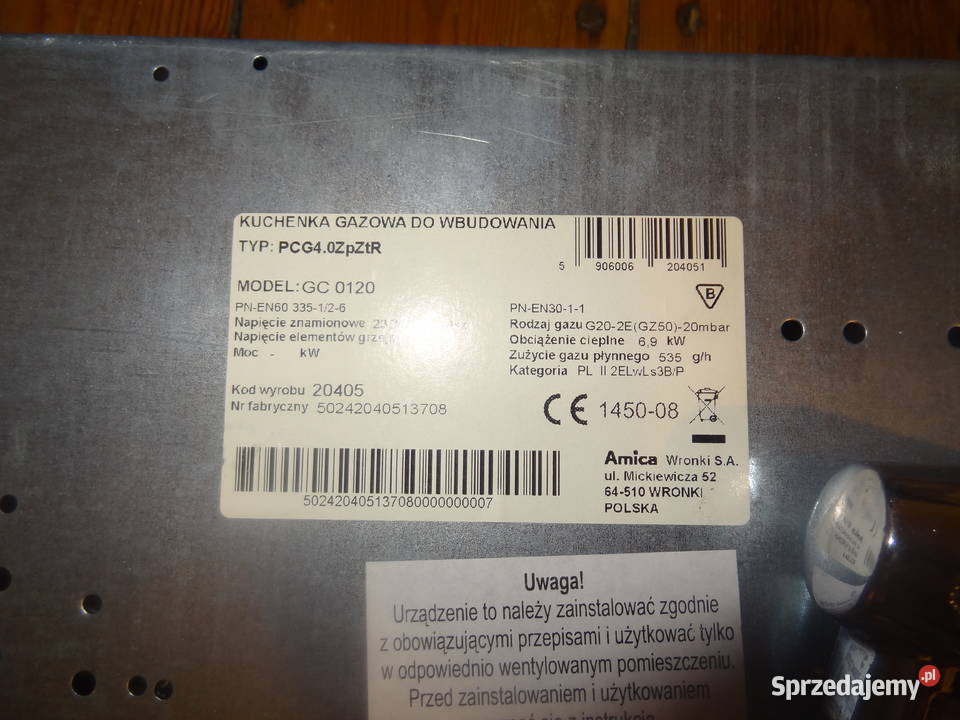 KUCHENKA GAZOWA DO WBUDOWANIA
TYP: PCG4.0ZpZtR
5 906006 204051
MODEL: GC 0120
B
PN-EN60 335-1/2-6
Napięcie znamionowe
Napięcie elementów
Moc - kW
PN-EN30-1-1
Rodzaj gazu G20-2E(GZ50)-20mbar
Obciążenie cieplne 6,9 kW
Zużycie gazu płynnego 535 g/h
Kategoria PL II 2ELwLs3B/P
Kod wyrobu 20405
Nr fabryczny 50242040513708
CE 1450-08
502420405137080000000007
Amica Wronki S.A.
ul. Mickiewicza 52
64-510 WRONKI
POLSKA
Uwaga!
Urządzenie to należy zainstalować zgodnie
z obowiązującymi przepisami i użytkować tylko
w odpowiednio wentylowanym pomieszczeniu.
Przed zainstalowaniem i użytkowaniem
się z instrukcją
Sprzedajemy.pl